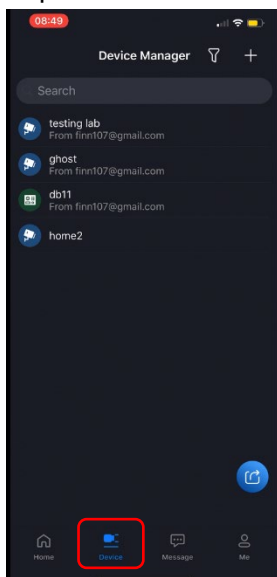 08:49
Device Manager
Search
testing lab
From finn107@gmail.com
ghost
From finn107@gmail.com
db11
From finn107@gmail.com
home2
Home Device Message Me